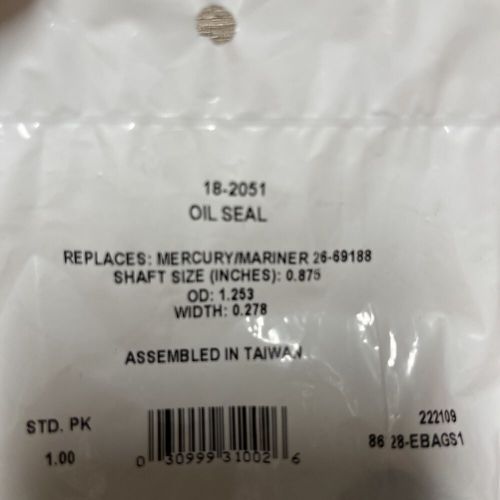 18-2051
OIL SEAL
REPLACES: MERCURY/MARINER 26-69188
SHAFT SIZE (INCHES): 0.875
OD: 1.253
WIDTH: 0.278
ASSEMBLED IN TAIWAN
STD. PK
1.00
0 30999 31002 6
222109
86 28-EBAGS1